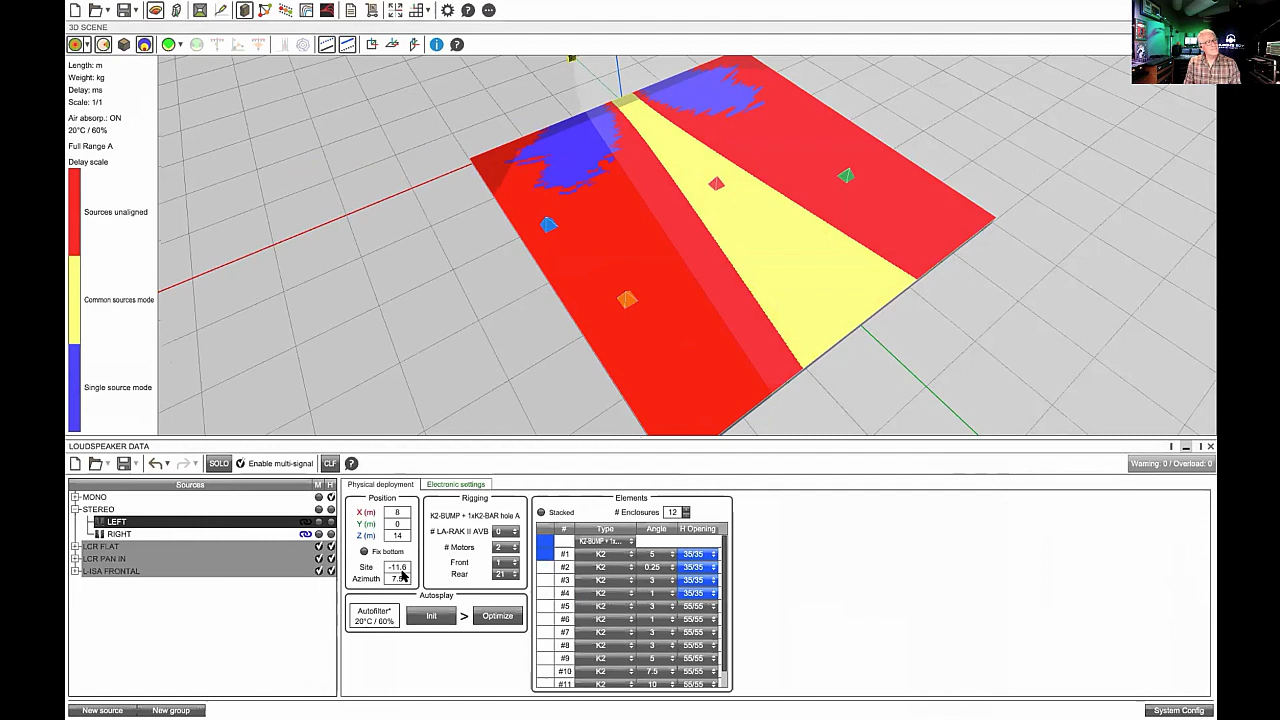 3D SCENE
Length: m
Weight: kg
Delay: ms
Scale: 1/1
Air absorp.: ON
20°C / 60%
Full Range A
Delay scale
Sources unaligned
Common sources mode
Single source mode
LOUDSPEAKER DATA
SOLO Enable multi-signal CLF
Warning: 0 / Overload: 0
Sources M H
MONO
STEREO
LEFT
RIGHT
LCR FLAT
LCR PAN IN
L-ISA FRONTAL
New source New group
Physical deployment Electronic settings
Position
X (m) 8
Y (m) 0
Z (m) 14
Fix bottom
Site -11.6
Azimuth
Rigging
K2-BUMP + 1xK2-BAR hole A
# LA-RAK II AVB 0
# Motors 2
Front 1
Rear 21
Autosplay
Autofilter*
20°C / 60%
Init > Optimize
Elements
Stacked # Enclosures 12
# Type Angle H Opening
K2-BUMP + 1x...
#1 K2 5 35/35
#2 K2 0.25 35/35
#3 K2 3 35/35
#4 K2 1 35/35
#5 K2 3 55/55
#6 K2 1 55/55
#7 K2 3 55/55
#8 K2 3 55/55
#9 K2 5 55/55
#10 K2 7.5 55/55
#11 K2 10 55/55
System Config